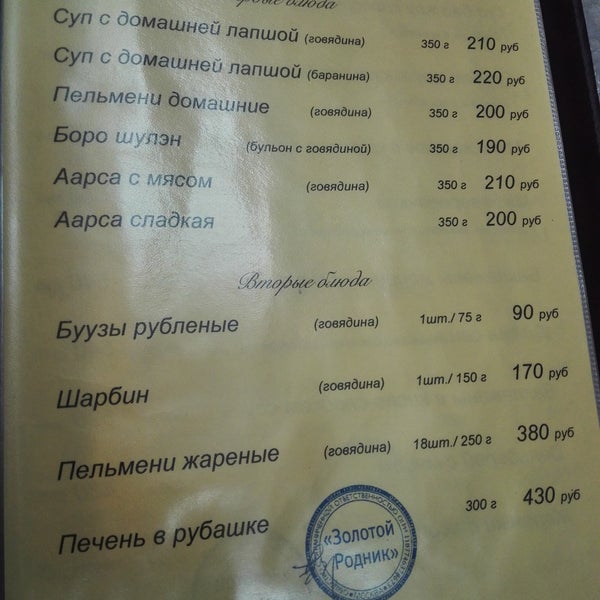 Первые блюда
Суп с домашней лапшой (говядина) 350 г 210 руб
Суп с домашней лапшой (баранина) 350 г 220 руб
Пельмени домашние (говядина) 350 г 200 руб
Боро шулэн (бульон с говядиной) 350 г 190 руб
Аарса с мясом (говядина) 350 г 210 руб
Аарса сладкая 350 г 200 руб
Вторые блюда
Буузы рубленые (говядина) 1шт./ 75 г 90 руб
Шарбин (говядина) 1шт./ 150 г 170 руб
Пельмени жареные (говядина) 18шт./ 250 г 380 руб
Печень в рубашке 300 г 430 руб
«Золотой
Родник»